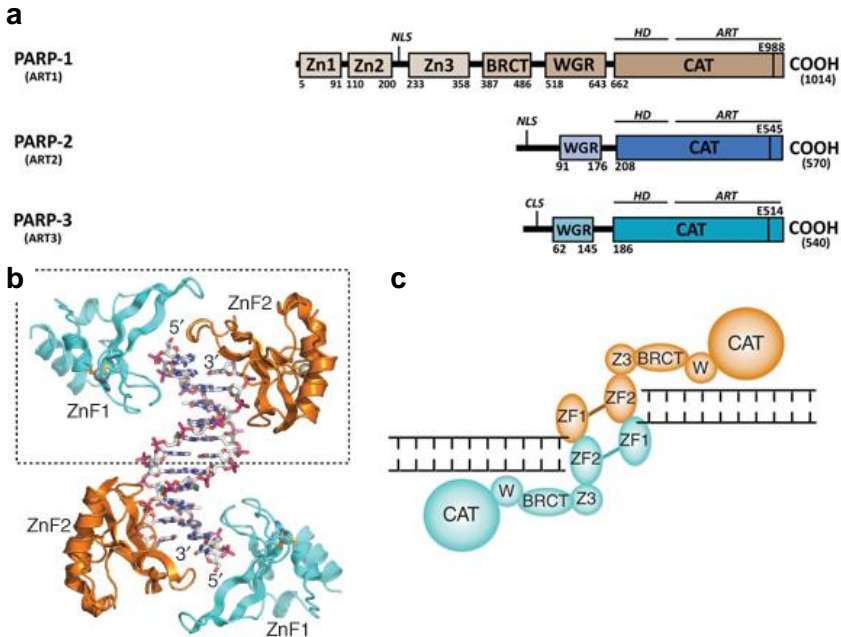 a
PARP-1
(ART1)
NLS
HD ART
E988
Zn1 Zn2 Zn3 BRCT WGR CAT
COOH
(1014)
5 91 110 200 233 358 387 486 518 643 662
PARP-2
(ART2)
NLS
HD ART
E545
WGR CAT
COOH
(570)
91 176 208
PARP-3
(ART3)
CLS
HD ART
E514
WGR CAT
COOH
(540)
62 145 186
b
ZnF2
5′
3′
ZnF1
ZnF2
3′
5′
ZnF1
c
CAT
Z3 BRCT W
ZF1 ZF2
ZF2 ZF1
W BRCT Z3
CAT